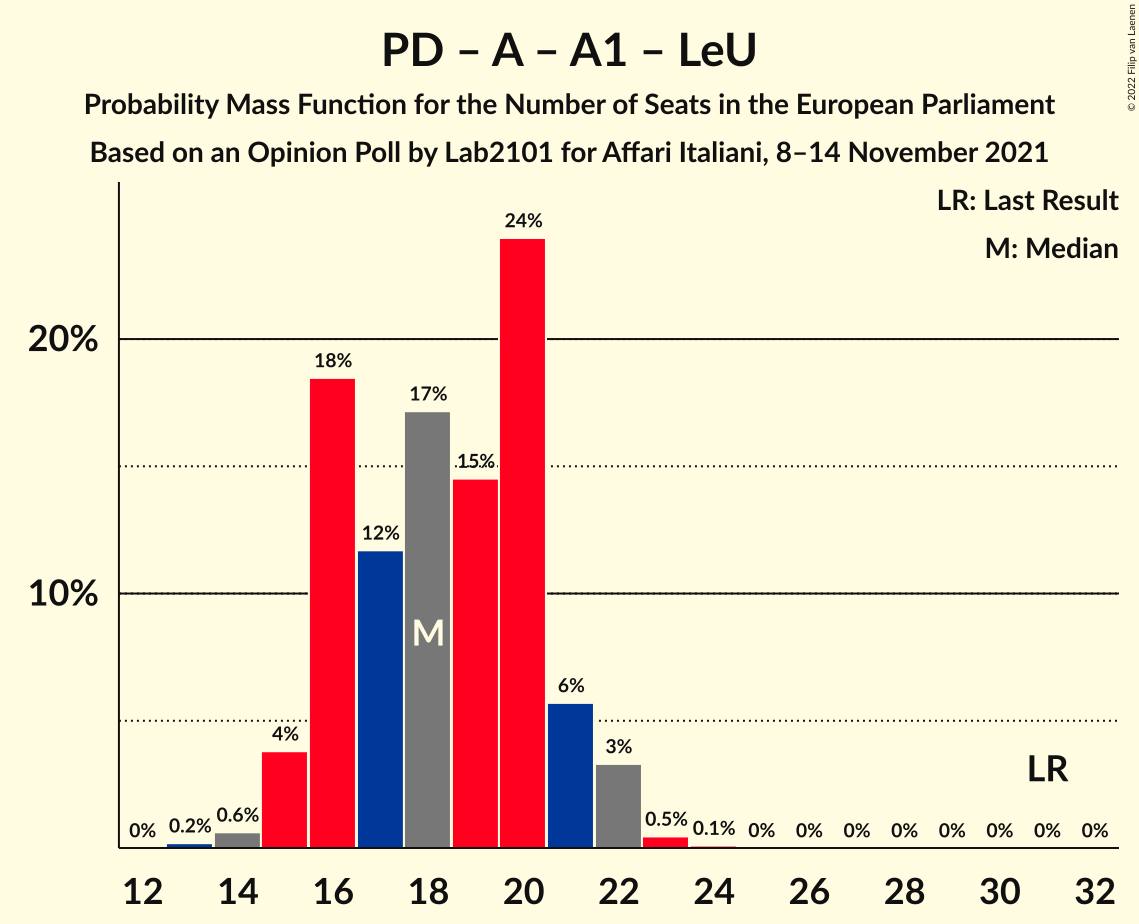 PD – A – A1 – LeU
Probability Mass Function for the Number of Seats in the European Parliament
Based on an Opinion Poll by Lab2101 for Affari Italiani, 8–14 November 2021
© 2022 Filip van Laenen
LR: Last Result
M: Median
20%
10%
0% 0.2% 0.6% 4% 18% 12% 17% 15% 24% 6% 3% 0.5% 0.1% 0% 0% 0% 0% 0% 0% 0% 0%
M
LR
12 14 16 18 20 22 24 26 28 30 32